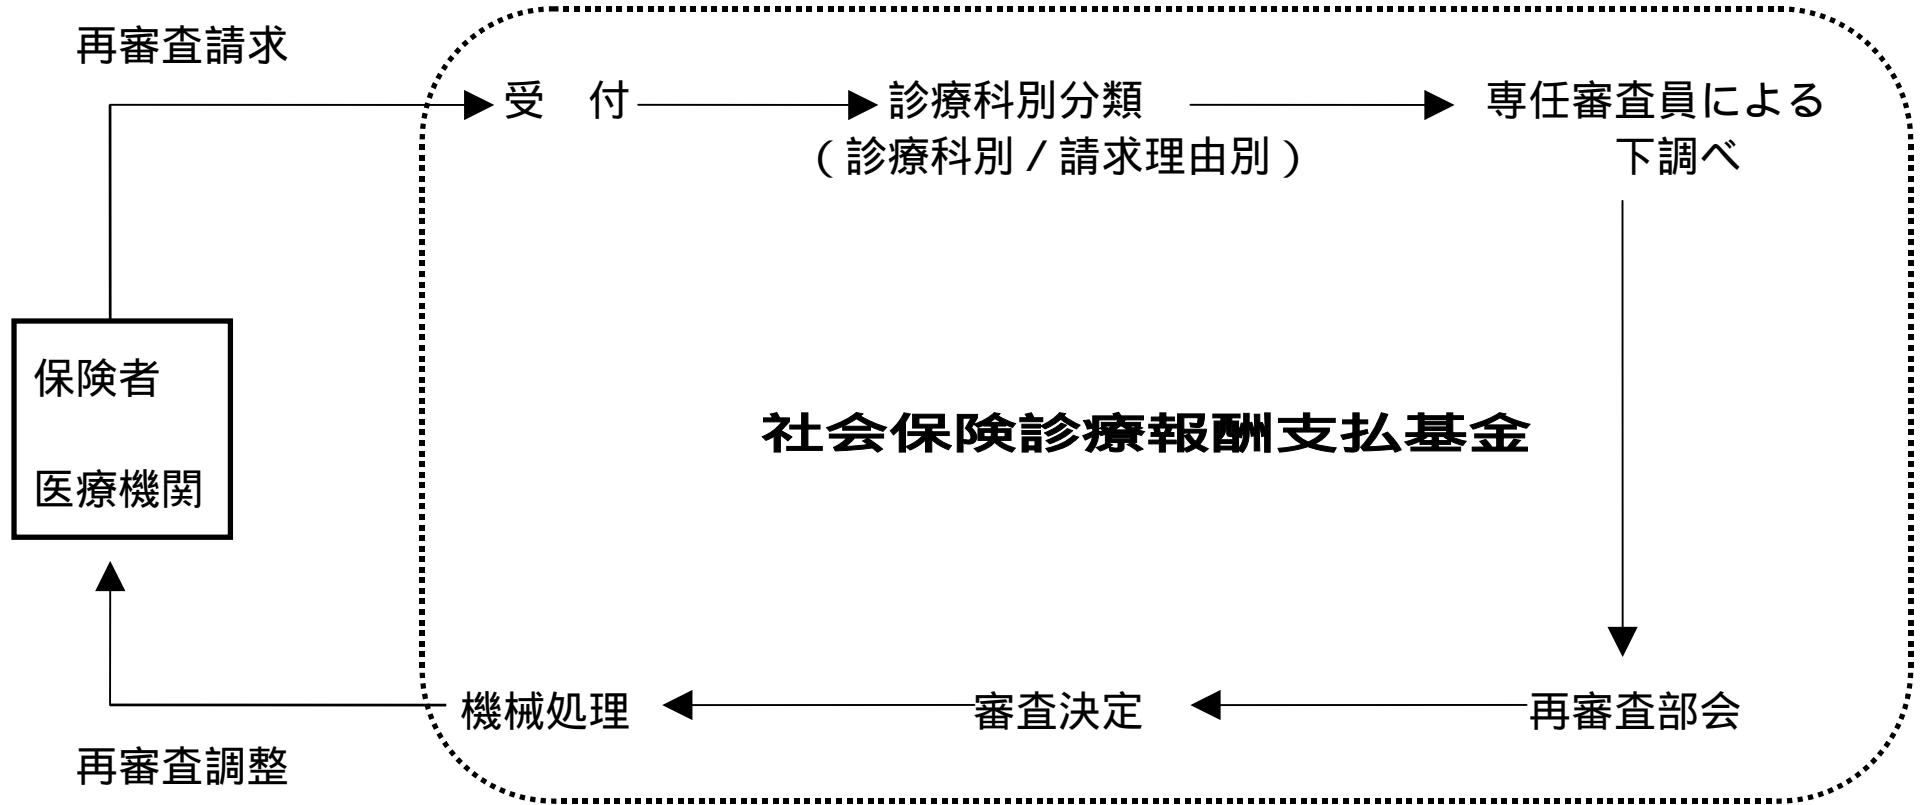 再審査請求
受　付
診療科別分類
（診療科別/請求理由別）
専任審査員による
下調べ
保険者
医療機関
社会保険診療報酬支払基金
機械処理
審査決定
再審査部会
再審査調整